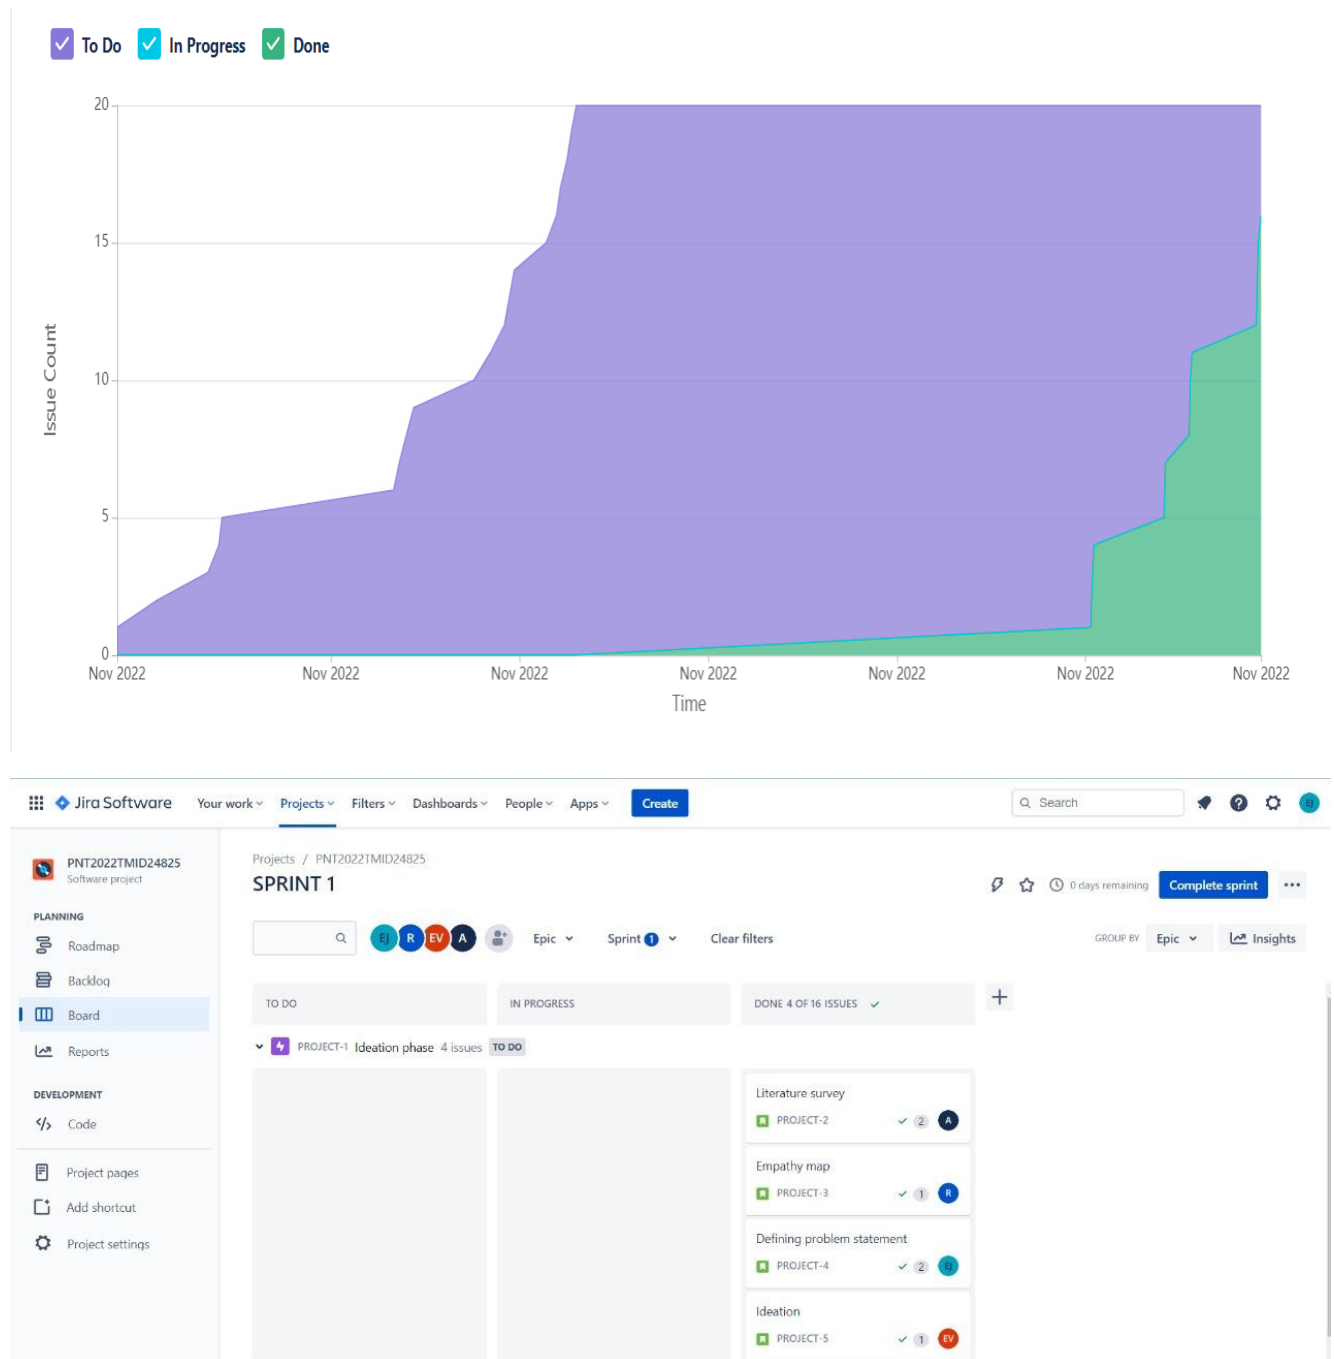 To Do In Progress Done
20
15
10
5
0
Issue Count
Nov 2022 Nov 2022 Nov 2022 Nov 2022 Nov 2022 Nov 2022 Nov 2022
Time
Jira Software Your work Projects Filters Dashboards People Apps Create Search EJ
PNT2022TMID24825
Software project
Projects / PNT2022TMID24825
SPRINT 1
0 days remaining Complete sprint
PLANNING
Roadmap
Backlog
Board
Reports
DEVELOPMENT
Code
Project pages
Add shortcut
Project settings
EJ R EV A Epic Sprint 1 Clear filters GROUP BY Epic Insights
TO DO IN PROGRESS DONE 4 OF 16 ISSUES
PROJECT-1 Ideation phase 4 issues TO DO
Literature survey
PROJECT-2 2 A
Empathy map
PROJECT-3 1 R
Defining problem statement
PROJECT-4 2 EJ
Ideation
PROJECT-5 1 EV